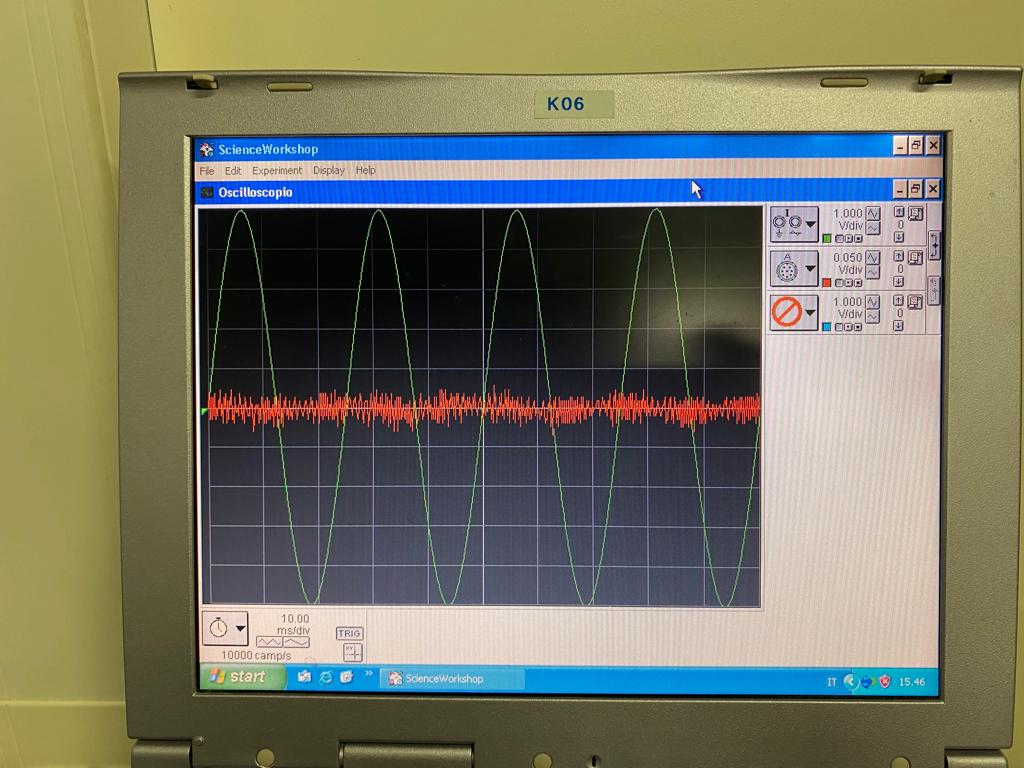 K06
ScienceWorkshop
File Edit Experiment Display Help
Oscilloscopio
1.000
V/div
0
A
0.050
V/div
0
1.000
V/div
0
10.00
ms/div
TRIG
10000 camp/s
start
»
ScienceWorkshop
IT
15.46